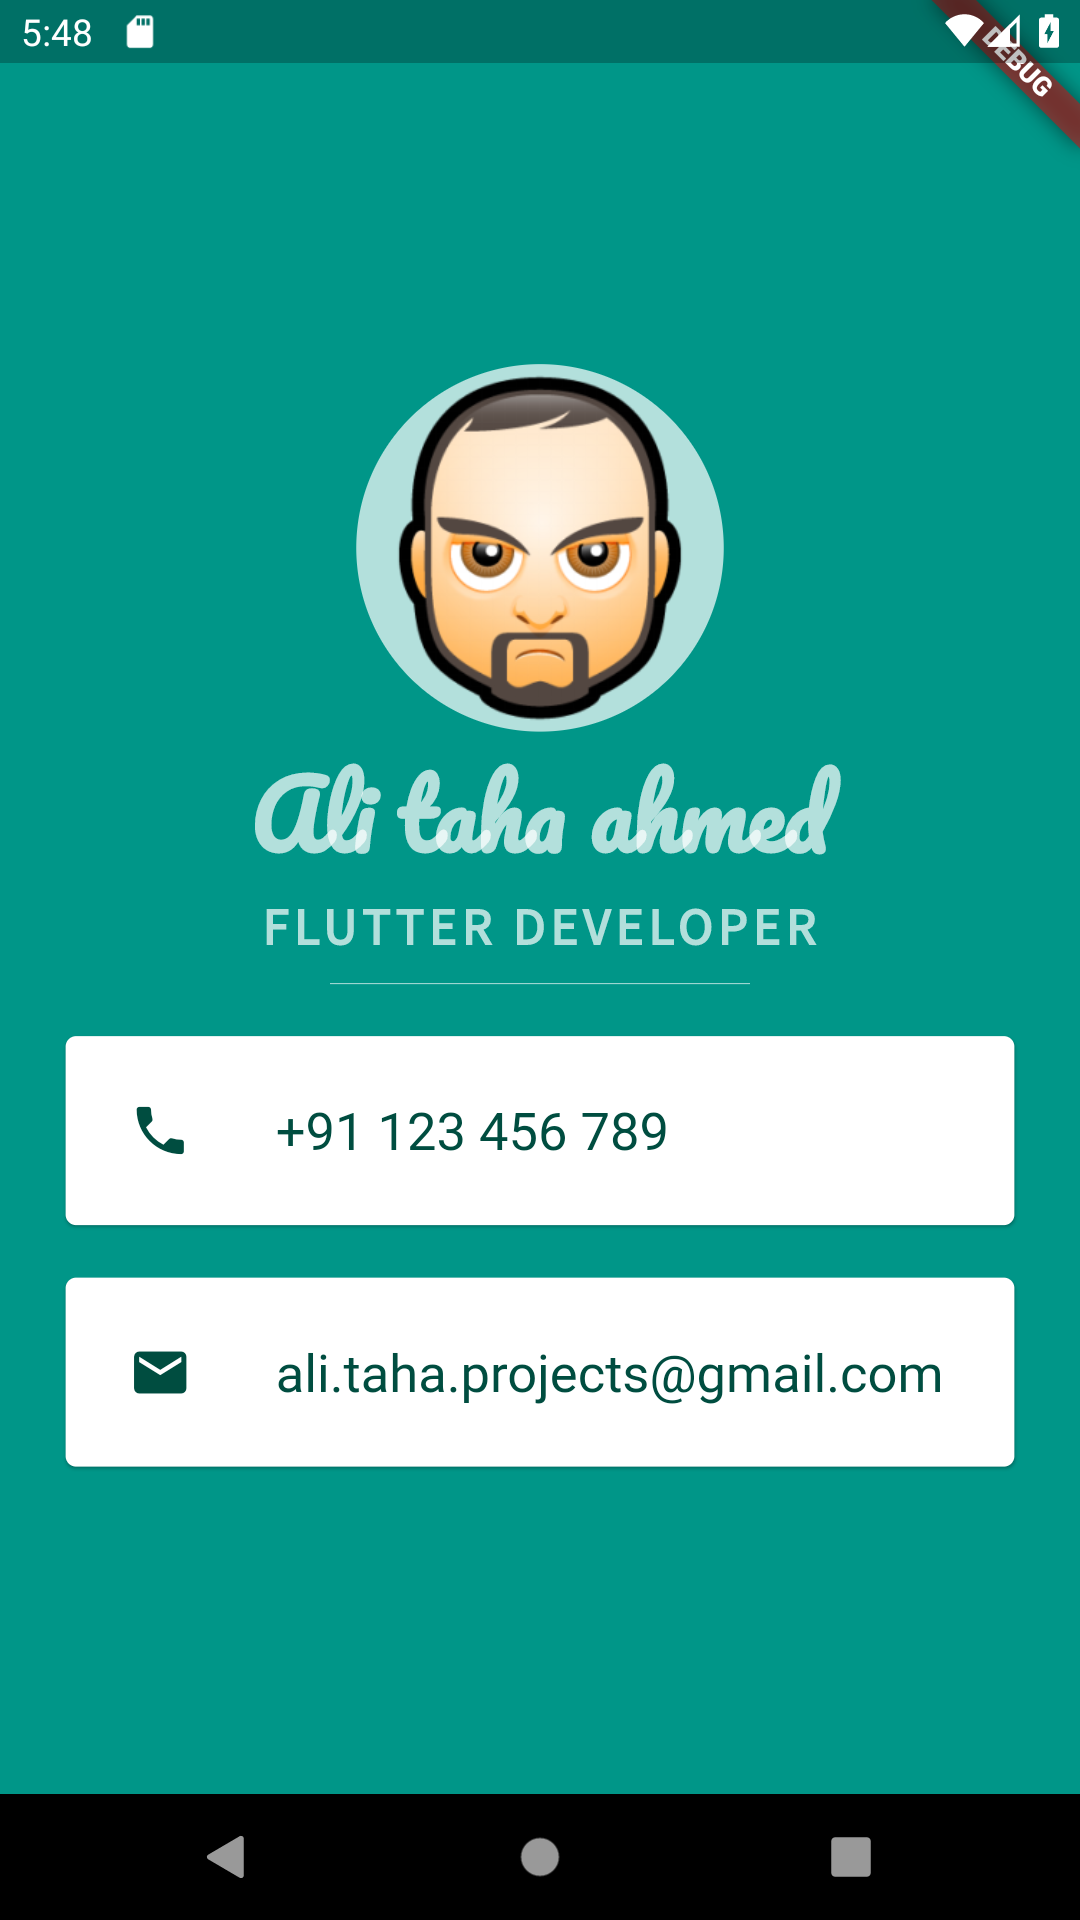 5:48
DEBUG
Ali taha ahmed
FLUTTER DEVELOPER
+91 123 456 789
ali.taha.projects@gmail.com